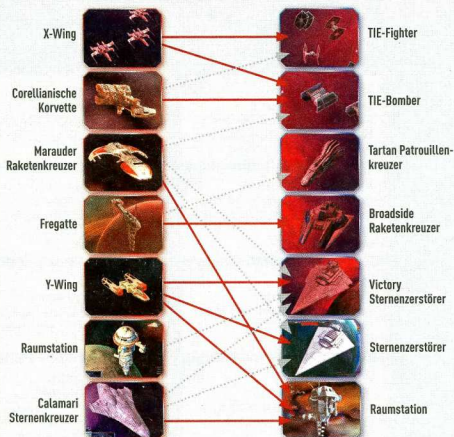 X-Wing
Corellianische
Korvette
Marauder
Raketenkreuzer
Fregatte
Y-Wing
Raumstation
Calamari
Sternenkreuzer
TIE-Fighter
TIE-Bomber
Tartan Patrouillen-
kreuzer
Broadside
Raketenkreuzer
Victory
Sternenzerstörer
Sternenzerstörer
Raumstation